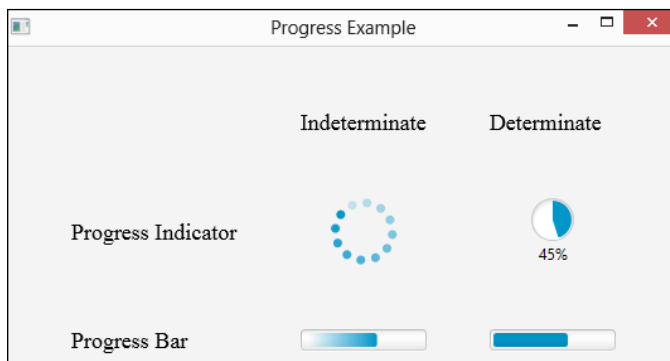 Progress Example
Indeterminate Determinate
Progress Indicator
45%
Progress Bar